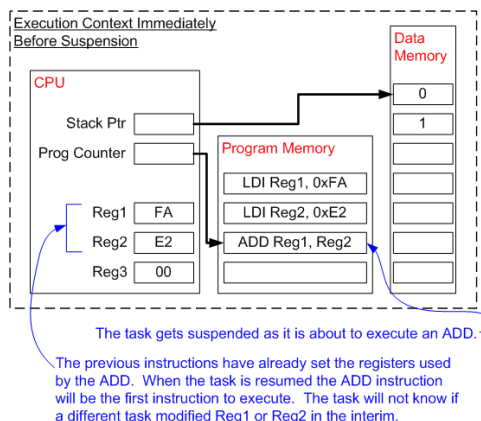 Execution Context Immediately
Before Suspension
Data
Memory
CPU
0
Stack Ptr
1
Prog Counter
Program Memory
LDI Reg1, 0xFA
Reg1 FA
LDI Reg2, 0xE2
Reg2 E2
ADD Reg1, Reg2
Reg3 00
The task gets suspended as it is about to execute an ADD.
The previous instructions have already set the registers used
by the ADD. When the task is resumed the ADD instruction
will be the first instruction to execute. The task will not know if
a different task modified Reg1 or Reg2 in the interim.